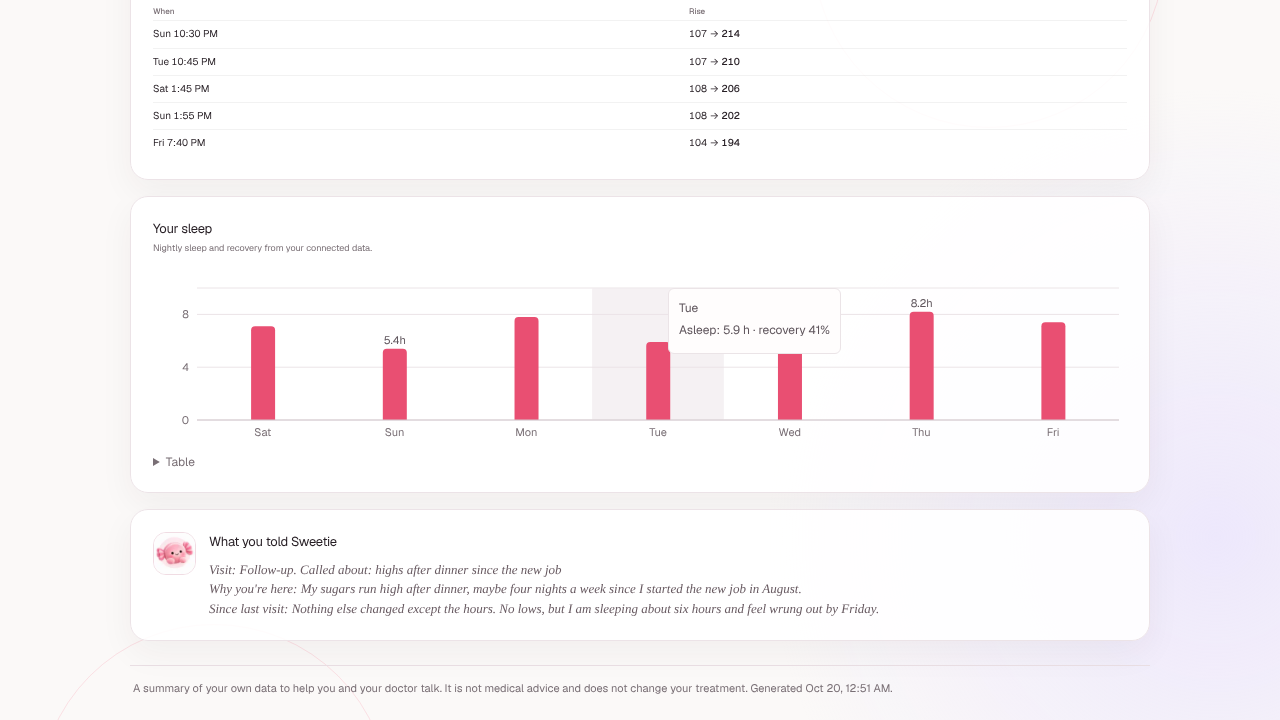 When Rise
Sun 10:30 PM 107 → 214
Tue 10:45 PM 107 → 210
Sat 1:45 PM 108 → 206
Sun 1:55 PM 108 → 202
Fri 7:40 PM 104 → 194
Your sleep
Nightly sleep and recovery from your connected data.
8
4
0
5.4h
Tue
Asleep: 5.9 h · recovery 41%
8.2h
Sat Sun Mon Tue Wed Thu Fri
Table
What you told Sweetie
Visit: Follow-up. Called about: highs after dinner since the new job
Why you're here: My sugars run high after dinner, maybe four nights a week since I started the new job in August.
Since last visit: Nothing else changed except the hours. No lows, but I am sleeping about six hours and feel wrung out by Friday.
A summary of your own data to help you and your doctor talk. It is not medical advice and does not change your treatment. Generated Oct 20, 12:51 AM.